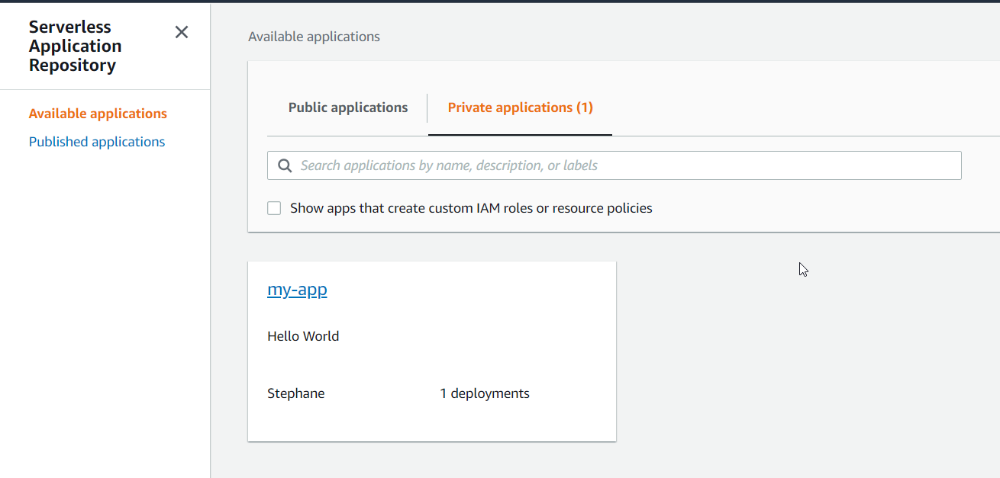 Serverless
Application
Repository
Available applications
Published applications
Available applications
Public applications
Private applications (1)
Search applications by name, description, or labels
Show apps that create custom IAM roles or resource policies
my-app
Hello World
Stephane
1 deployments